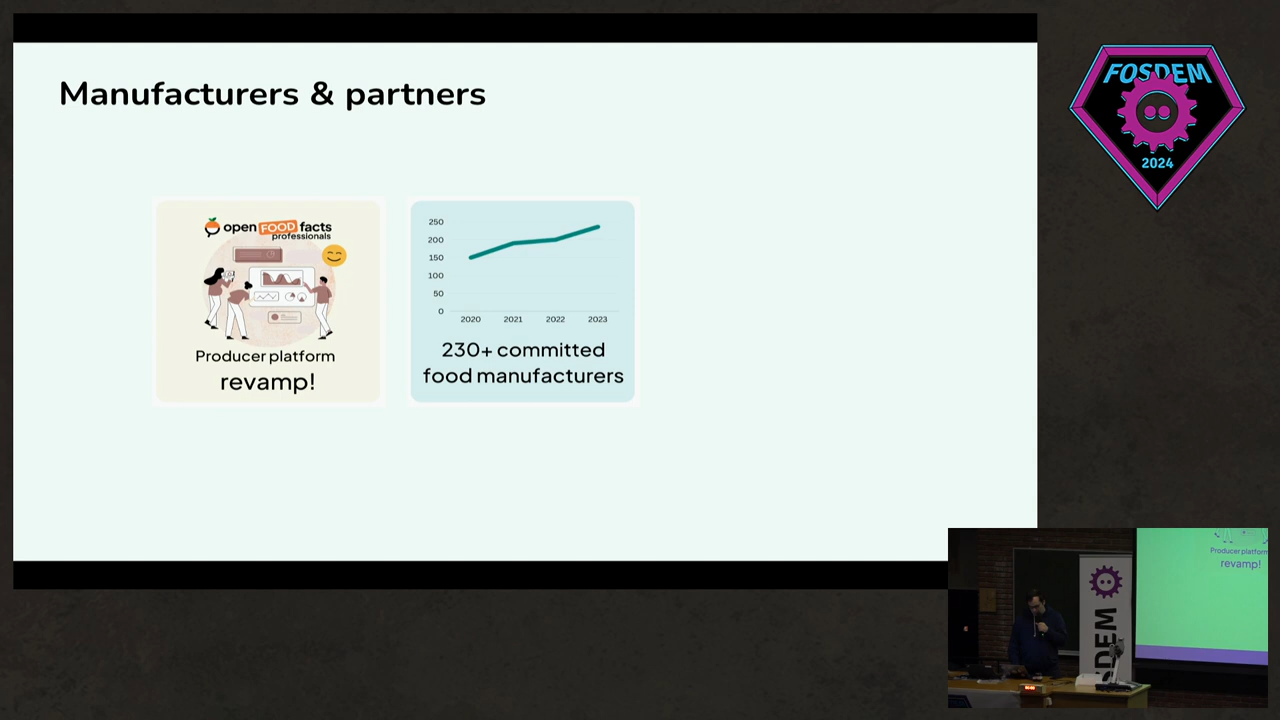 Manufacturers & partners
open FOOD facts
professionals
Producer platform
revamp!
250
200
150
100
50
0
2020 2021 2022 2023
230+ committed
food manufacturers
FOSDEM
2024
Producer platform
revamp!
DEM